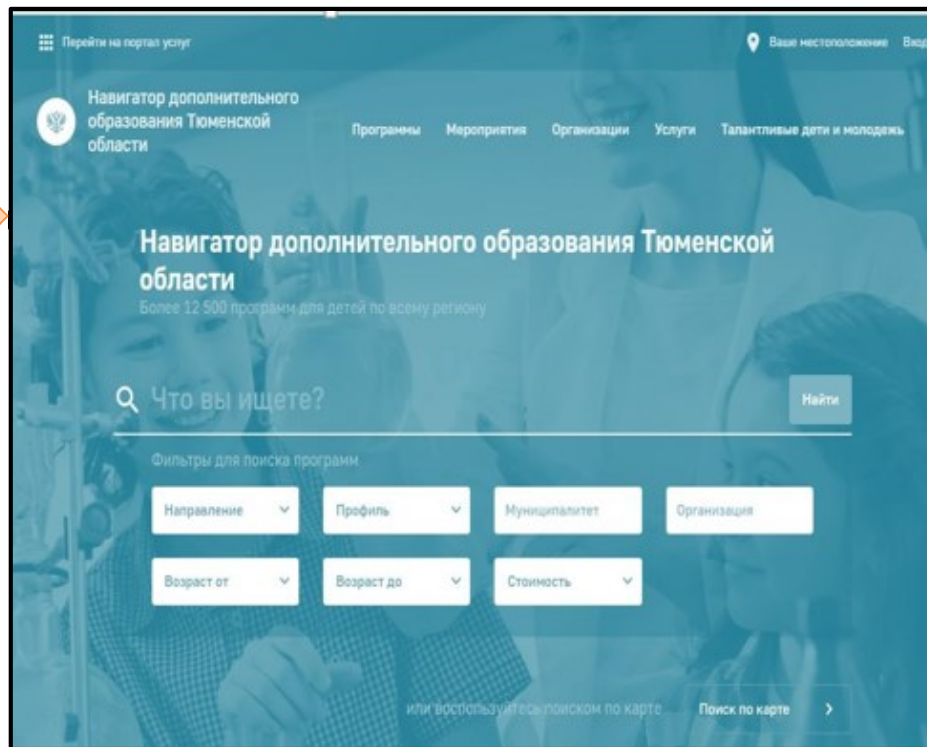 Перейти на портал услуг
Ваше местоположение Вход
Навигатор дополнительного
образования Тюменской
области
Программы Мероприятия Организации Услуги Талантливые дети и молодежь
Навигатор дополнительного образования Тюменской
области
Более 12 500 программ для детей по всему региону
Что вы ищете?
Найти
Фильтры для поиска программ
Направление Профиль Муниципалитет Организация
Возраст от Возраст до Стоимость
или воспользуйтесь поиском по карте Поиск по карте